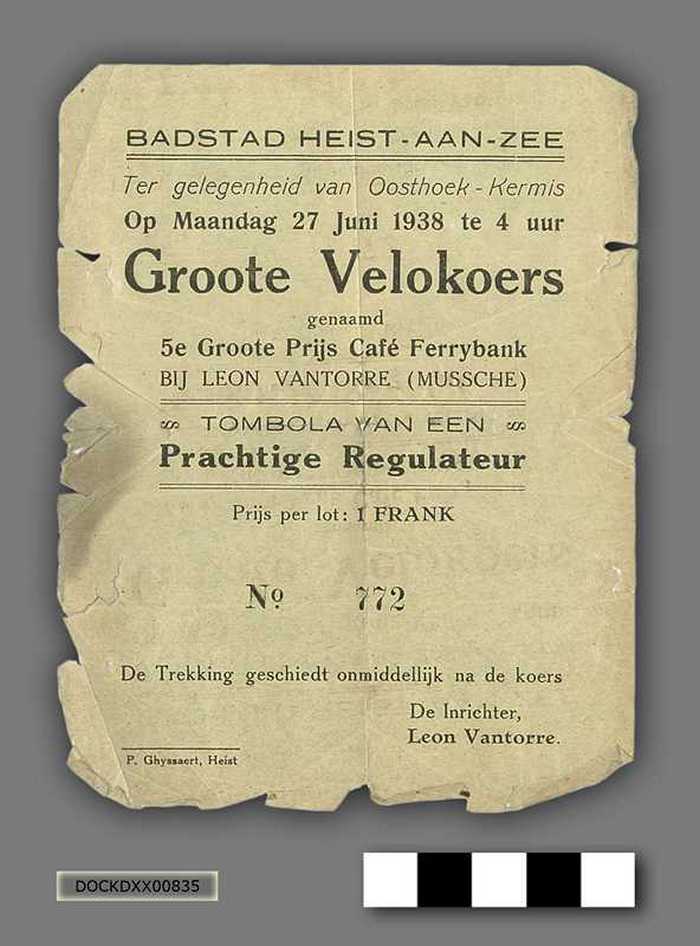 BADSTAD HEIST-AAN-ZEE
Ter gelegenheid van Oosthoek-Kermis
Op Maandag 27 Juni 1938 te 4 uur
Groote Velokoers
genaamd
5e Groote Prijs Café Ferrybank
BIJ LEON VANTORRE (MUSSCHE)
TOMBOLA VAN EEN
Prachtige Regulateur
Prijs per lot: 1 FRANK
No 772
De Trekking geschiedt onmiddellijk na de koers
De Inrichter,
Leon Vantorre.
P. Ghyssaert, Heist
DOCKDXX00835